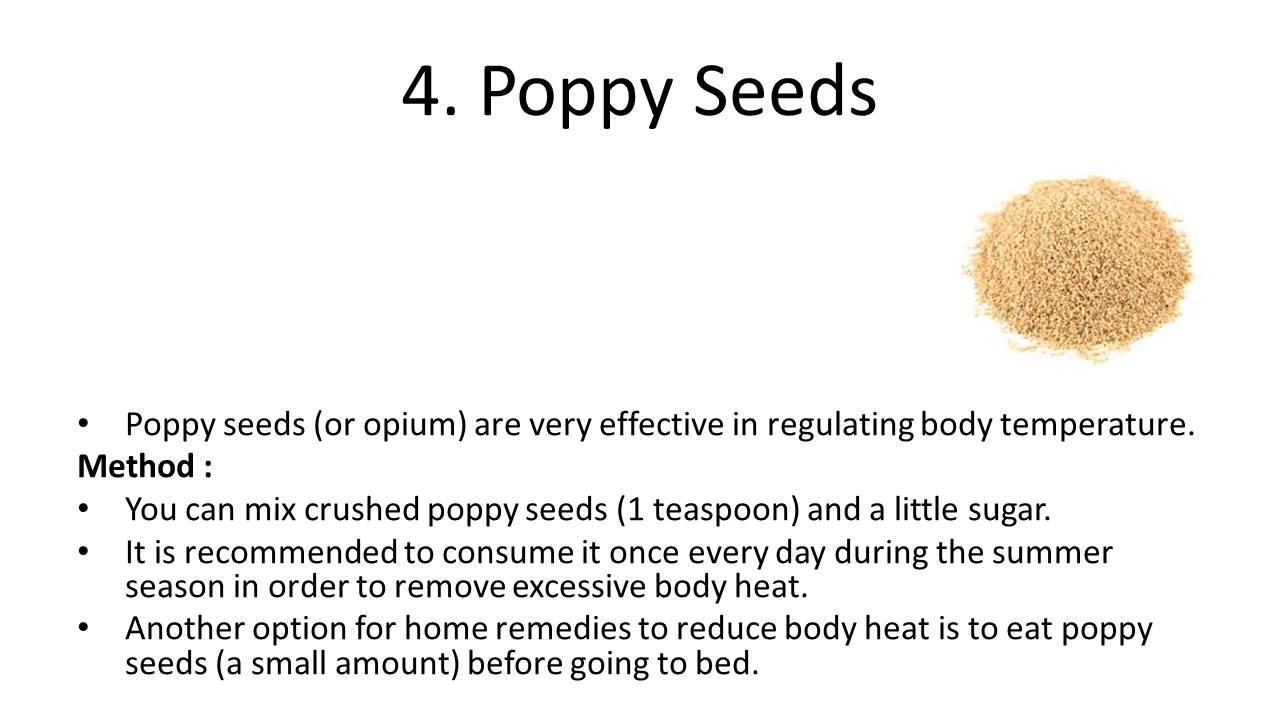 4. Poppy Seeds
• Poppy seeds (or opium) are very effective in regulating body temperature.
Method :
• You can mix crushed poppy seeds (1 teaspoon) and a little sugar.
• It is recommended to consume it once every day during the summer
season in order to remove excessive body heat.
• Another option for home remedies to reduce body heat is to eat poppy
seeds (a small amount) before going to bed.